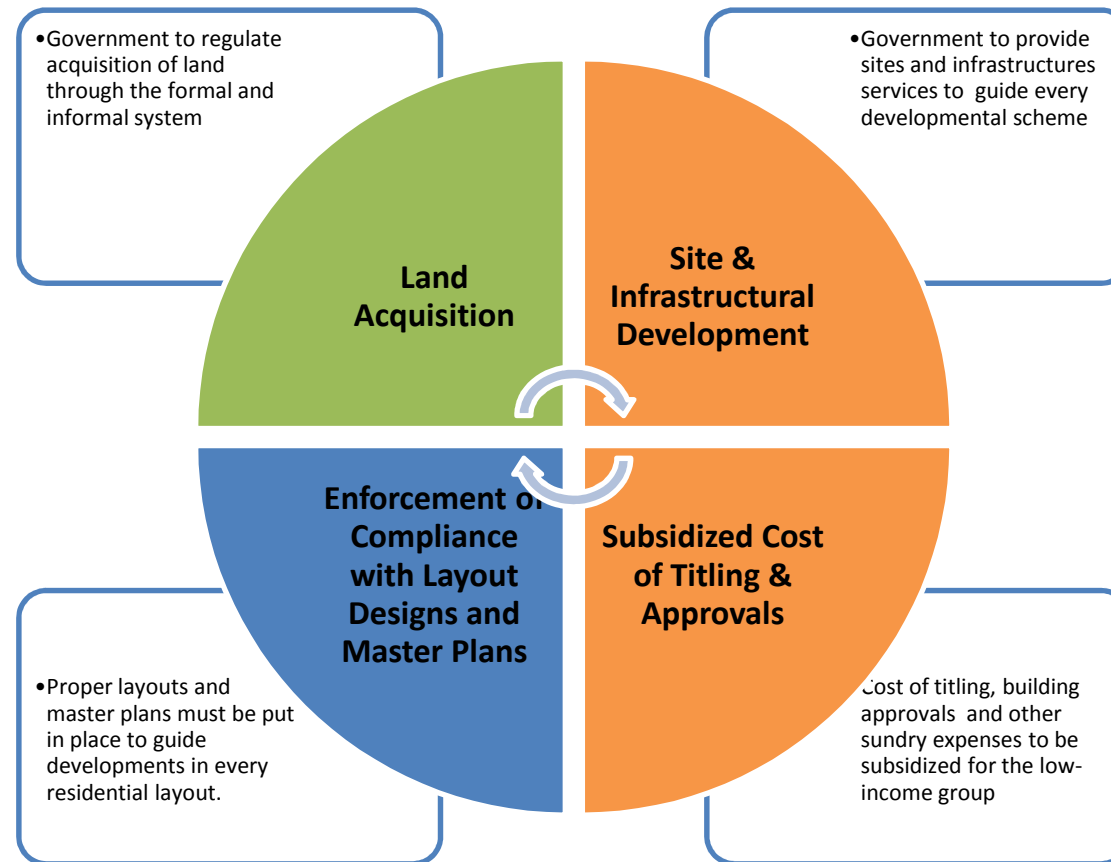 •Government to regulate
acquisition of land
through the formal and
informal system
•Government to provide
sites and infrastructures
services to guide every
developmental scheme
Land
Acquisition
Site &
Infrastructural
Development
Enforcement of
Compliance
with Layout
Designs and
Master Plans
Subsidized Cost
of Titling &
Approvals
•Proper layouts and
master plans must be put
in place to guide
developments in every
residential layout.
Cost of titling, building
approvals and other
sundry expenses to be
subsidized for the low-
income group